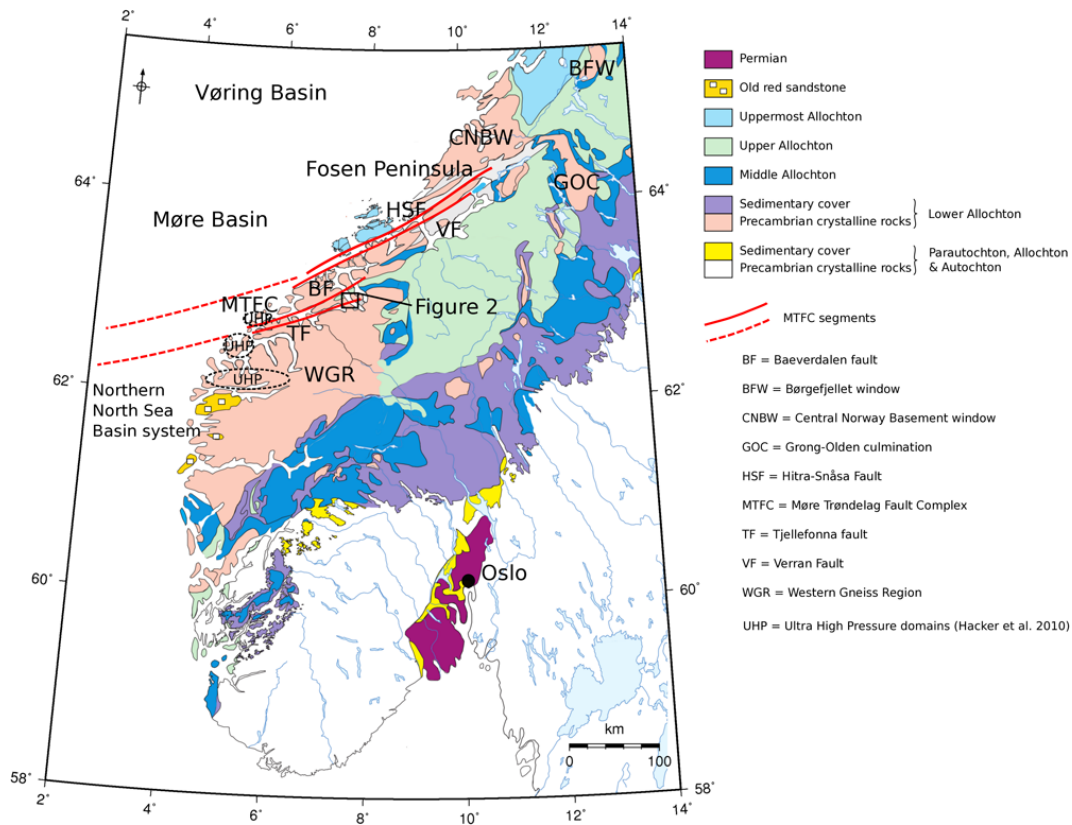 2° 4° 6° 8° 10° 12° 14°
BFW
Vøring Basin
CNBW
Fosen Peninsula
64°
GOC
64°
HSF
Møre Basin
VF
BF
MTFC
Figure 2
UHP
TF
UHP
UHP
WGR
62°
62°
Northern
North Sea
Basin system
60°
Oslo
60°
km
0 100
58°
2° 4° 6° 8° 10° 12° 14°
Permian
Old red sandstone
Uppermost Allochton
Upper Allochton
Middle Allochton
Sedimentary cover
Precambrian crystalline rocks
Lower Allochton
Sedimentary cover
Precambrian crystalline rocks
Parautochton, Allochton
& Autochton
MTFC segments
BF = Baeverdalen fault
BFW = Børgefjellet window
CNBW = Central Norway Basement window
GOC = Grong-Olden culmination
HSF = Hitra-Snåsa Fault
MTFC = Møre Trøndelag Fault Complex
TF = Tjellefonna fault
VF = Verran Fault
WGR = Western Gneiss Region
UHP = Ultra High Pressure domains (Hacker et al. 2010)